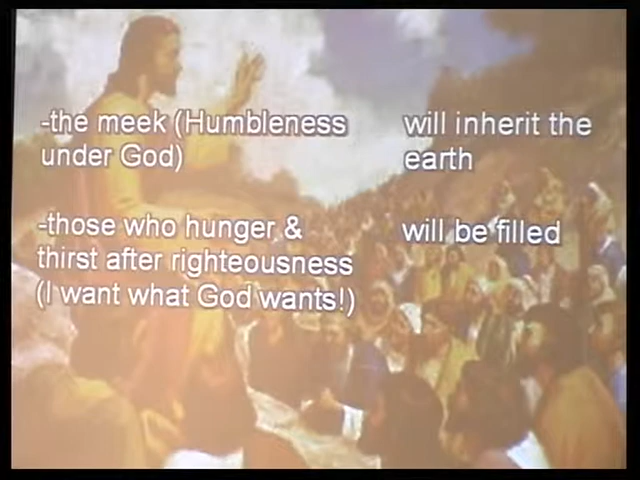 -the meek (Humbleness
under God)
will inherit the
earth
-those who hunger &
thirst after righteousness
(I want what God wants!)
will be filled